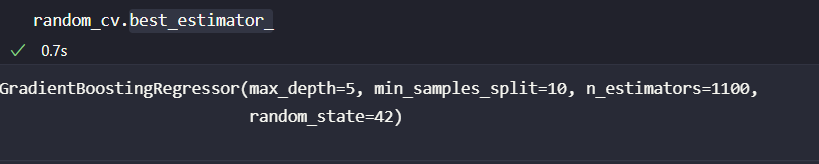 random_cv.best_estimator_
0.7s
GradientBoostingRegressor(max_depth=5, min_samples_split=10, n_estimators=1100,
random_state=42)